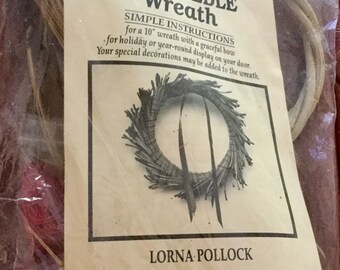 Wreath
SIMPLE INSTRUCTIONS
for a 10" wreath with a graceful bow
for holiday or year-round display on your door.
Your special decorations may be added to the wreath.
LORNA POLLOCK